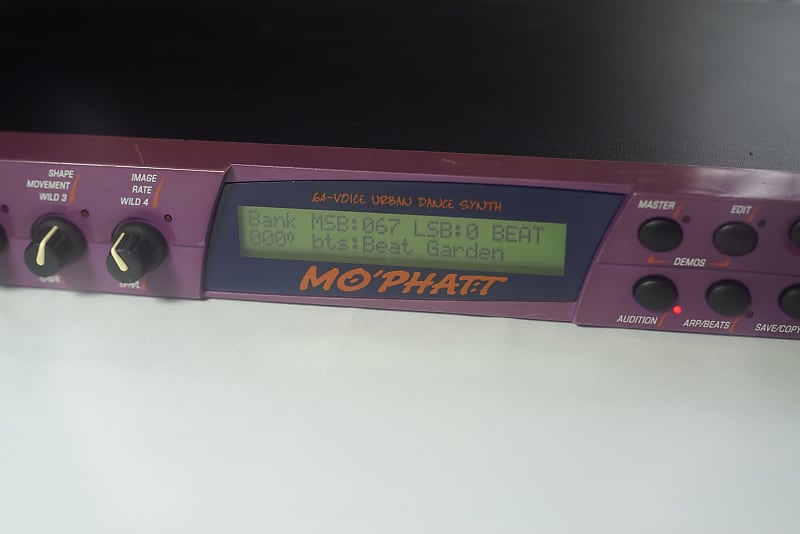 SHAPE
MOVEMENT
WILD 3
IMAGE
RATE
WILD 4
64-VOICE URBAN DANCE SYNTH
Bank MSB:067 LSB:0 BEAT
000⁰ bts:Beat Garden
MO'PHATT
MASTER
EDIT
DEMOS
AUDITION
ARP/BEATS
SAVE/COPY